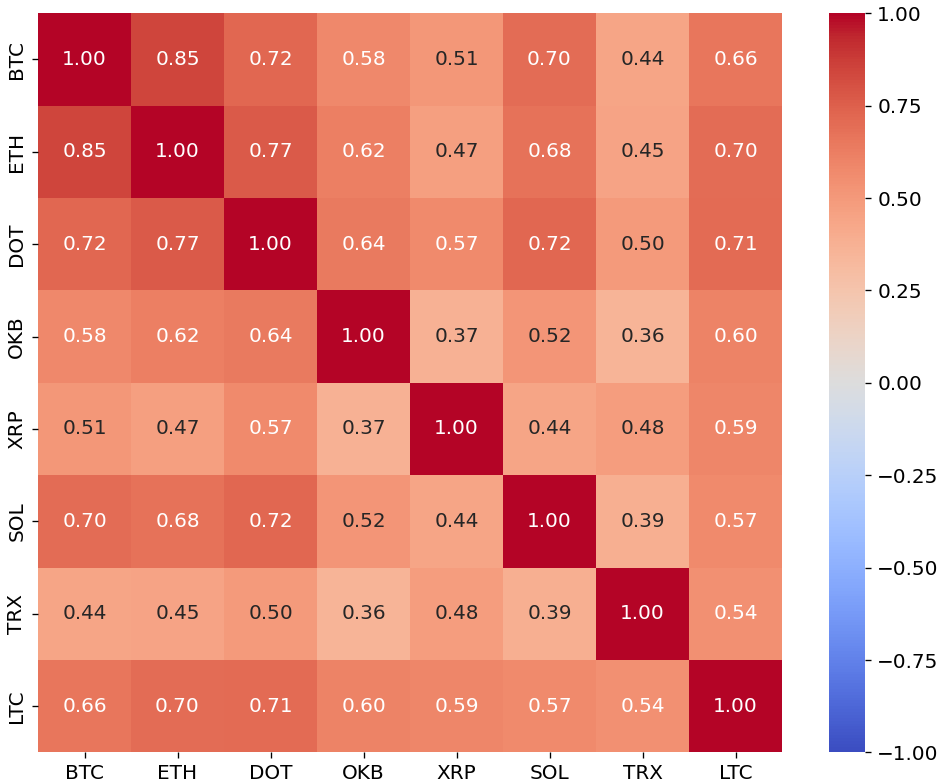 BTC 1.00 0.85 0.72 0.58 0.51 0.70 0.44 0.66
ETH 0.85 1.00 0.77 0.62 0.47 0.68 0.45 0.70
DOT 0.72 0.77 1.00 0.64 0.57 0.72 0.50 0.71
OKB 0.58 0.62 0.64 1.00 0.37 0.52 0.36 0.60
XRP 0.51 0.47 0.57 0.37 1.00 0.44 0.48 0.59
SOL 0.70 0.68 0.72 0.52 0.44 1.00 0.39 0.57
TRX 0.44 0.45 0.50 0.36 0.48 0.39 1.00 0.54
LTC 0.66 0.70 0.71 0.60 0.59 0.57 0.54 1.00
BTC ETH DOT OKB XRP SOL TRX LTC
1.00
0.75
0.50
0.25
0.00
−0.25
−0.50
−0.75
−1.00